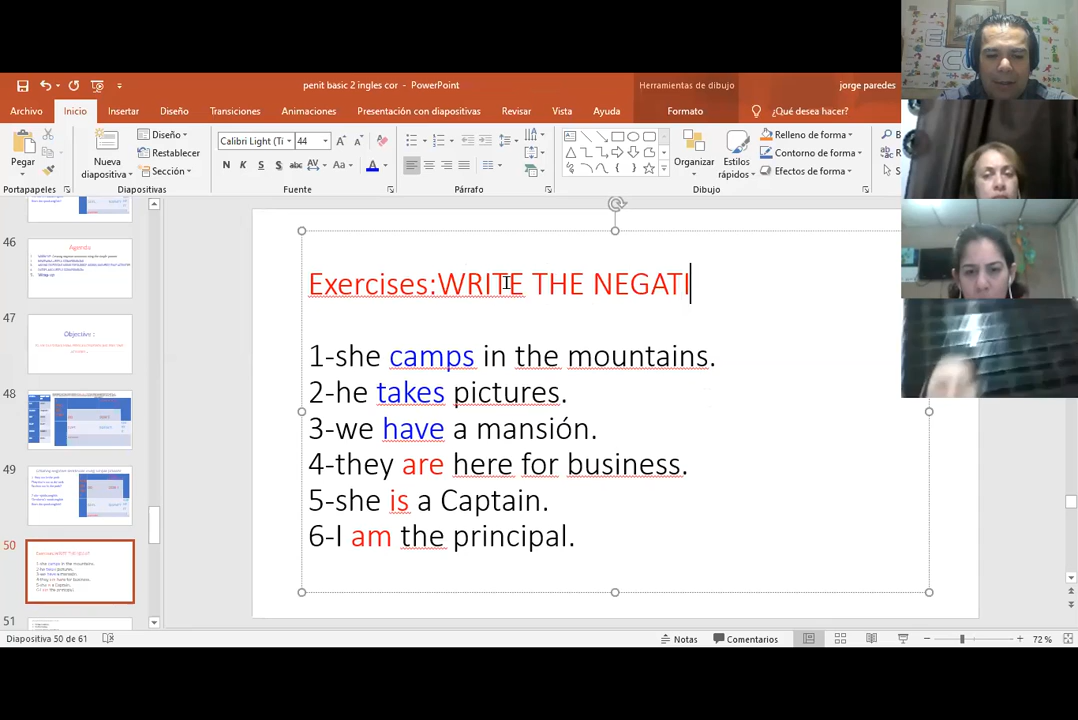 penit basic 2 ingles cor - PowerPoint
Herramientas de dibujo
jorge paredes
Archivo Inicio Insertar Diseño Transiciones Animaciones Presentación con diapositivas Revisar Vista Ayuda Formato ¿Qué desea hacer?
Pegar
Nueva diapositiva
Diseño
Restablecer
Sección
Calibri Light (Tí 44
Organizar
Estilos rápidos
Relleno de forma
Contorno de forma
Efectos de forma
Portapapeles Diapositivas Fuente Párrafo Dibujo
46
Agenda
47
Objective :
48
49
50
51
Exercises:WRITE THE NEGATI
1-she camps in the mountains.
2-he takes pictures.
3-we have a mansión.
4-they are here for business.
5-she is a Captain.
6-I am the principal.
Diapositiva 50 de 61
Notas
Comentarios
72 %